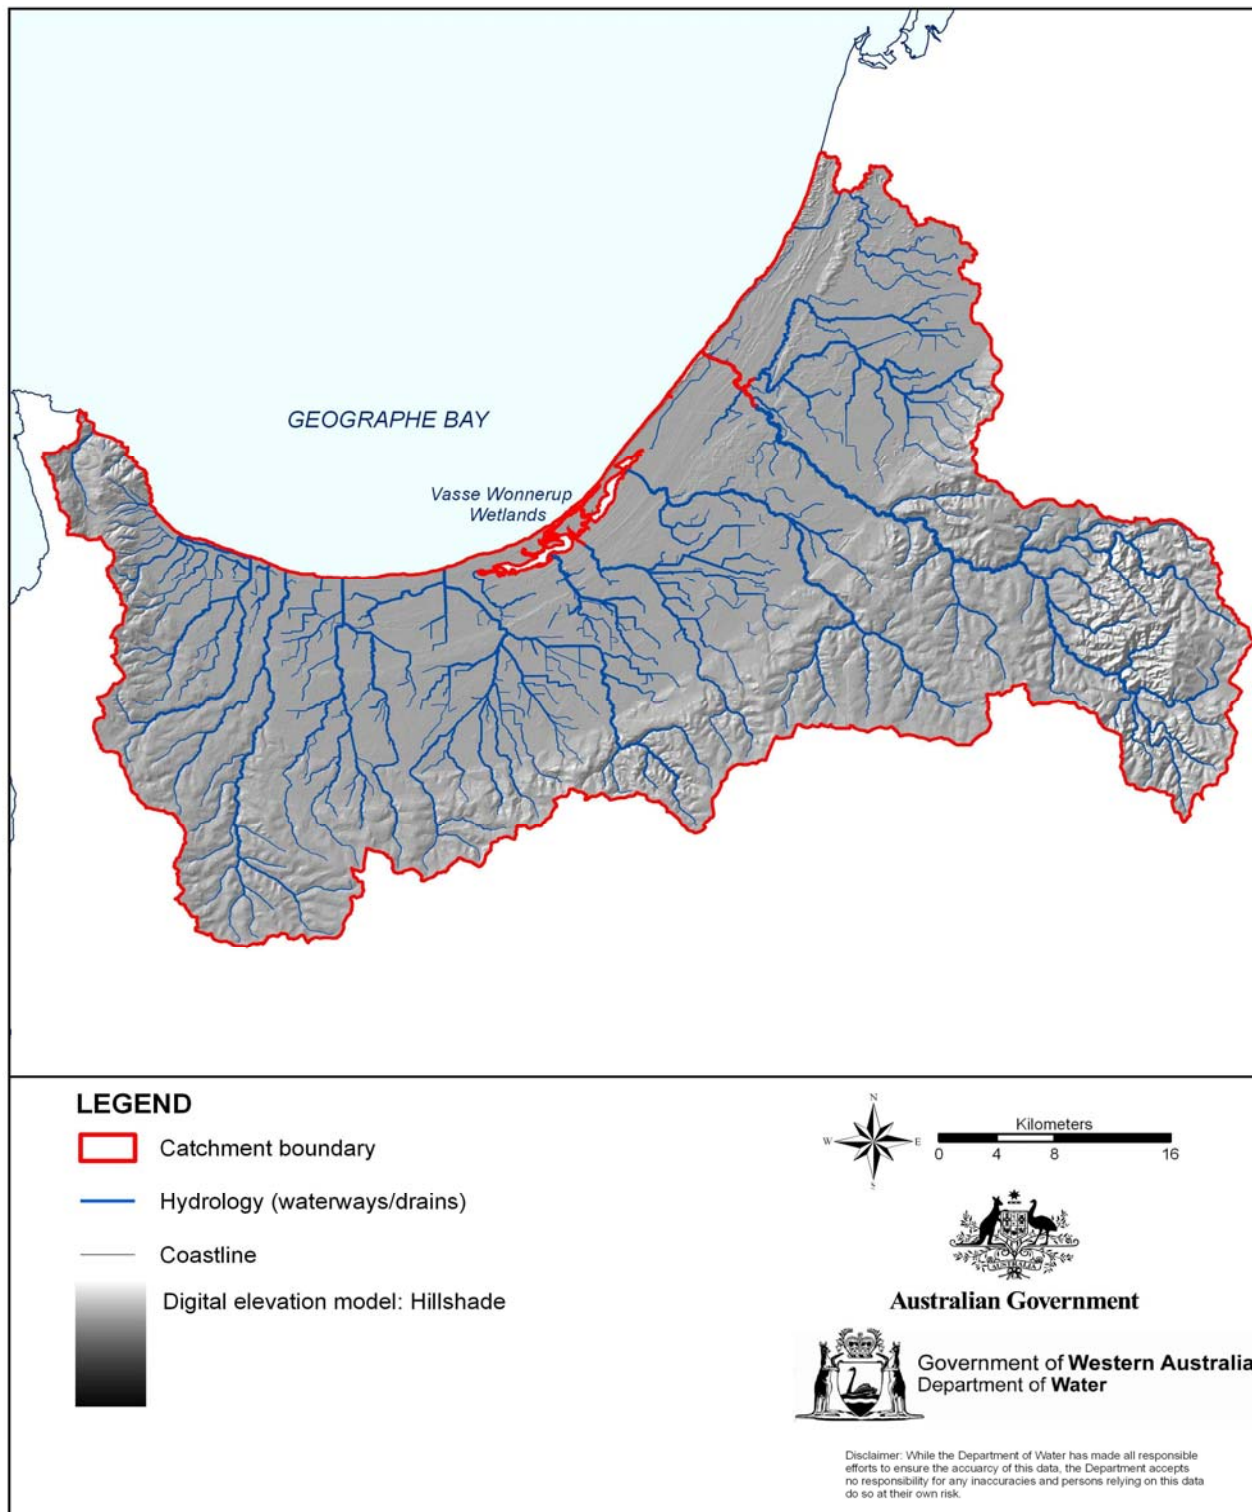 GEOGRAPHE BAY
Vasse Wonnerup
Wetlands
LEGEND
Catchment boundary
Hydrology (waterways/drains)
Coastline
Digital elevation model: Hillshade
N
W
E
S
Kilometers
0 4 8 16
AUSTRALIA
Australian Government
Government of Western Australia
Department of Water
Disclaimer: While the Department of Water has made all responsible
efforts to ensure the accuarcy of this data, the Department accepts
no responsibility for any inaccuracies and persons relying on this data
do so at their own risk.